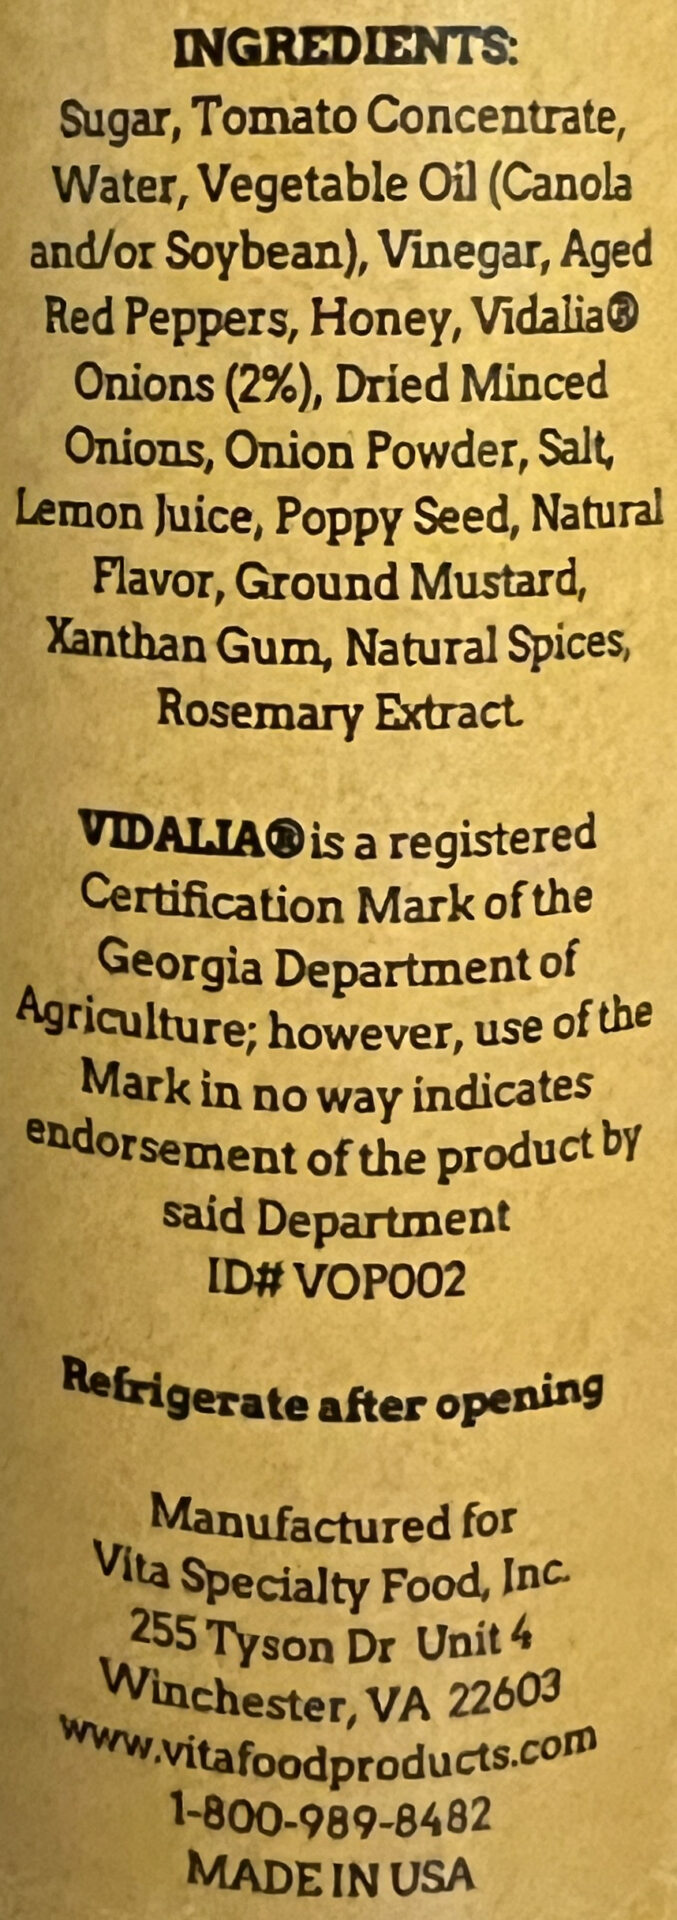 INGREDIENTS:
Sugar, Tomato Concentrate,
Water, Vegetable Oil (Canola
and/or Soybean), Vinegar, Aged
Red Peppers, Honey, Vidalia®
Onions (2%), Dried Minced
Onions, Onion Powder, Salt,
Lemon Juice, Poppy Seed, Natural
Flavor, Ground Mustard,
Xanthan Gum, Natural Spices,
Rosemary Extract.
VIDALIA® is a registered
Certification Mark of the
Georgia Department of
Agriculture; however, use of the
Mark in no way indicates
endorsement of the product by
said Department
ID# VOP002
Refrigerate after opening
Manufactured for
Vita Specialty Food, Inc.
255 Tyson Dr Unit 4
Winchester, VA 22603
www.vitafoodproducts.com
1-800-989-8482
MADE IN USA